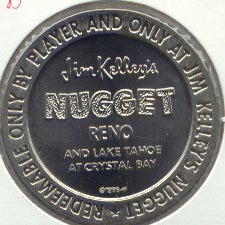 REDEEMABLE ONLY BY PLAYER AND ONLY AT JIM KELLEY'S NUGGET
Jim Kelley's
NUGGET
RENO
AND LAKE TAHOE
AT CRYSTAL BAY